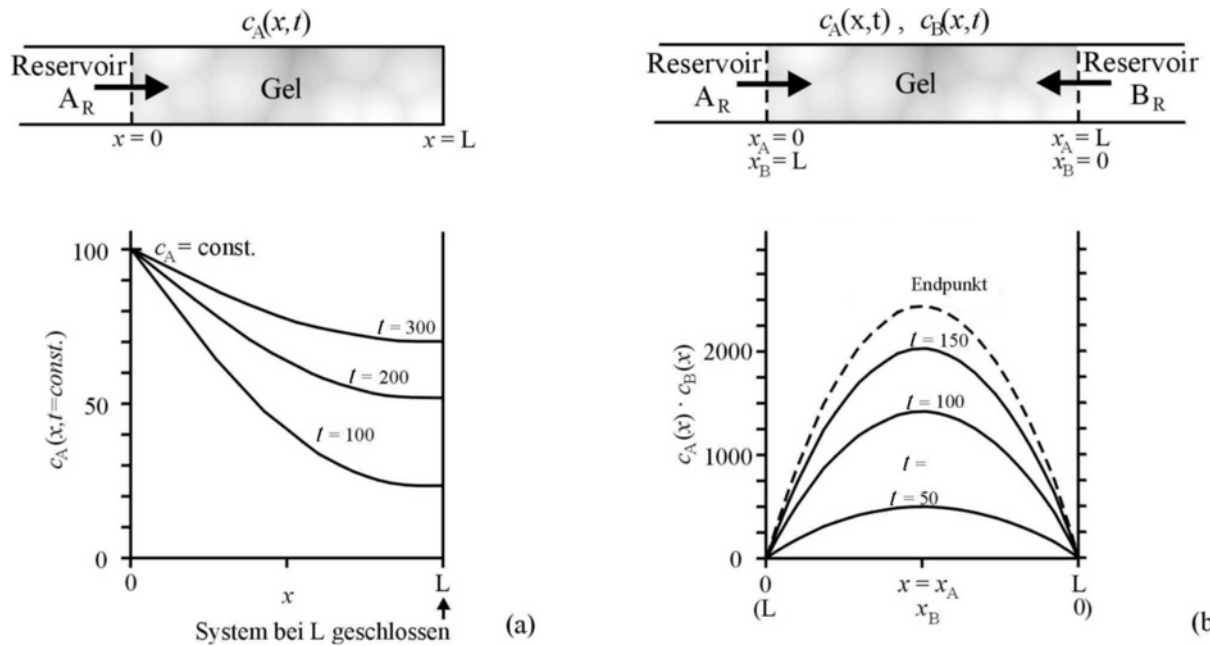 c_A(x,t)
Reservoir
A_R
Gel
x = 0
x = L
c_A(x,t) , c_B(x,t)
Reservoir
A_R
Gel
Reservoir
B_R
x_A = 0
x_B = L
x_A = L
x_B = 0
c_A(x,t=const.)
100
50
0
c_A = const.
t = 300
t = 200
t = 100
0
x
L
System bei L geschlossen
(a)
c_A(x) · c_B(x)
2000
1000
0
Endpunkt
t = 150
t = 100
t =
t = 50
0
(L
x = x_A
x_B
L
0)
(b